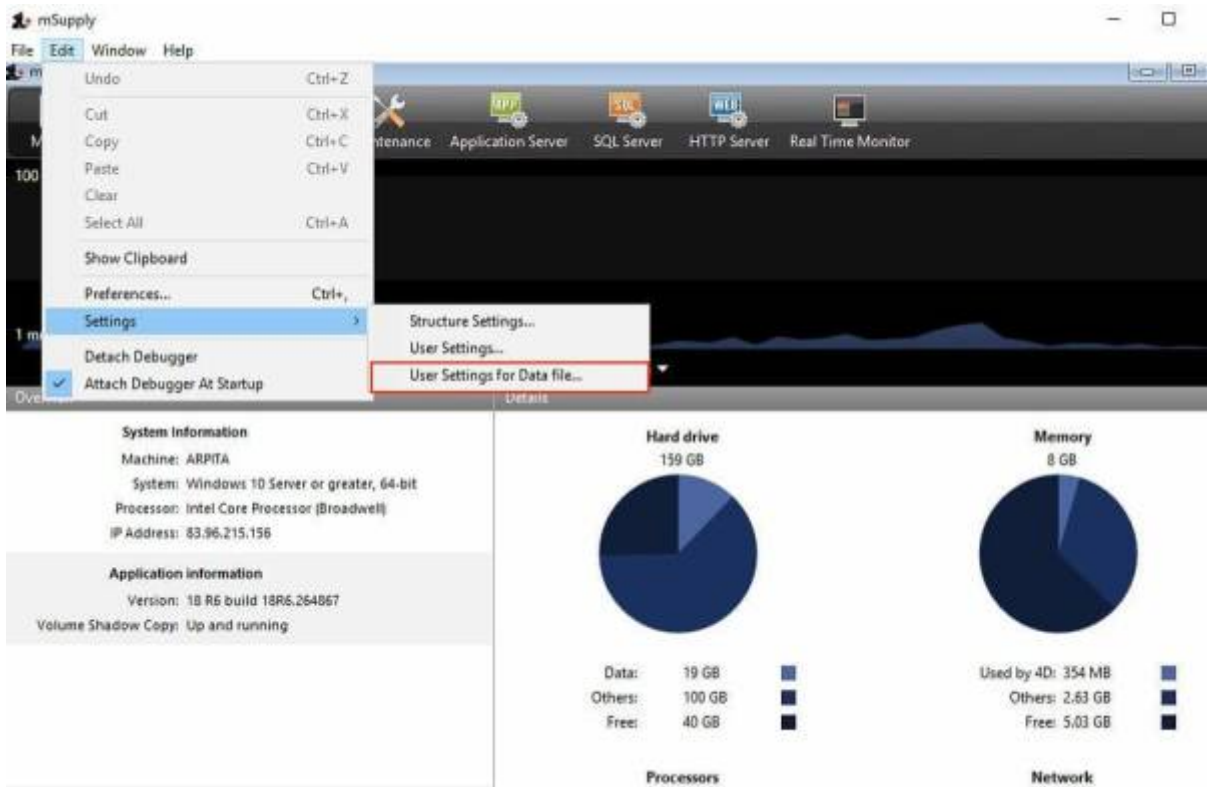 mSupply
File Edit Window Help
Undo Ctrl+Z
Cut Ctrl+X
Copy Ctrl+C
Paste Ctrl+V
Clear
Select All Ctrl+A
Show Clipboard
Preferences... Ctrl+,
Settings >
Detach Debugger
Attach Debugger At Startup
Structure Settings...
User Settings...
User Settings for Data file...
Application Server SQL Server HTTP Server Real Time Monitor
100
Details
System Information
Machine: ARPITA
System: Windows 10 Server or greater, 64-bit
Processor: Intel Core Processor (Broadwell)
IP Address: 83.96.215.156
Application information
Version: 18 R6 build 18R6.264867
Volume Shadow Copy: Up and running
Hard drive
159 GB
Data: 19 GB
Others: 100 GB
Free: 40 GB
Memory
8 GB
Used by 4D: 354 MB
Others: 2.63 GB
Free: 5.03 GB
Processors
Network